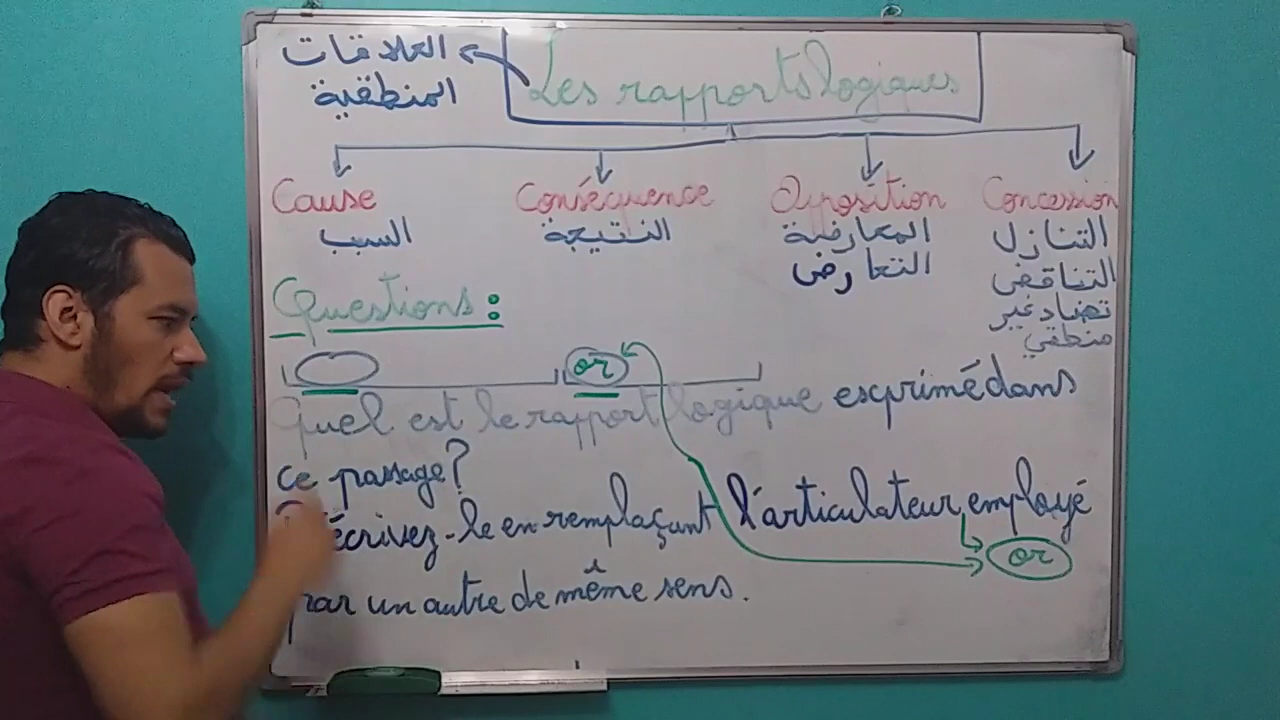 العلاقات
المنطقية
Les rapports logiques
Cause
Conséquence
Opposition
Concession
السبب
النتيجة
المعارضة
التعارض
التنازل
التناقض
تضاد غير
منطقي
Questions :
or
Quel est le rapport logique exprimé dans
ce passage?
Réécrivez-le en remplaçant l'articulateur employé
or
par un autre de même sens.